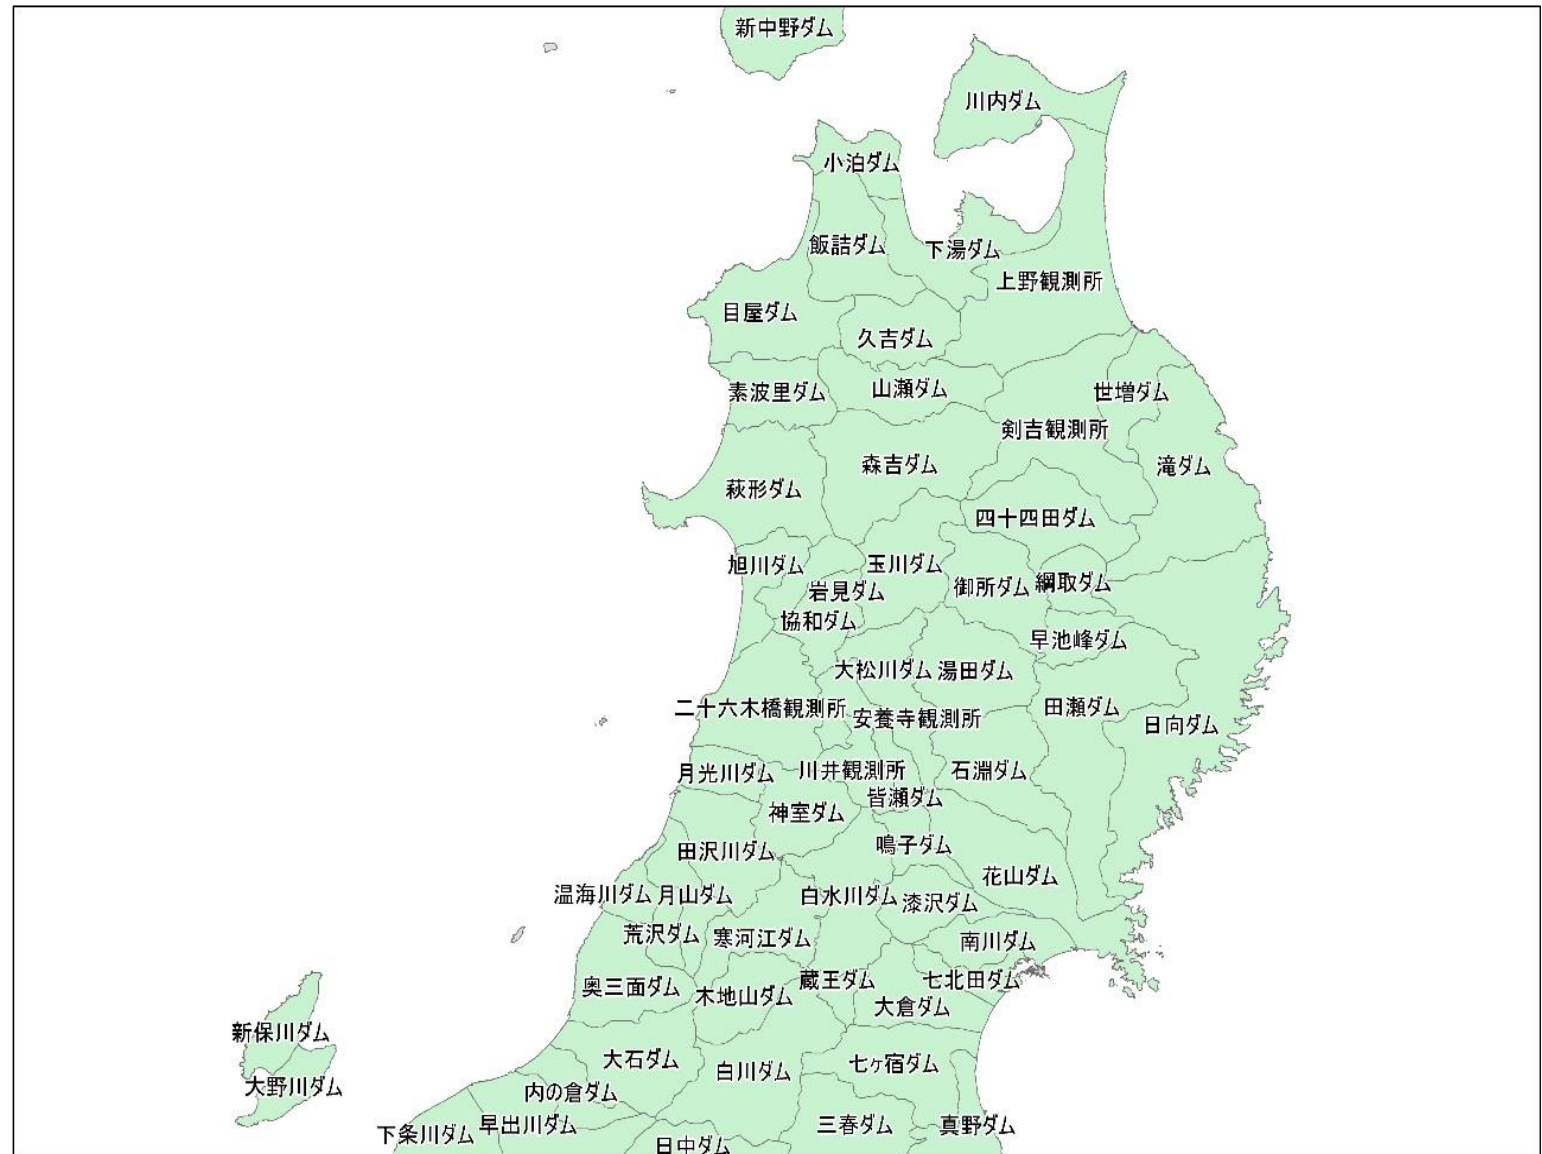 新中野ダム
川内ダム
小泊ダム
飯詰ダム
下湯ダム
上野観測所
目屋ダム
久吉ダム
素波里ダム
山瀬ダム
世増ダム
剣吉観測所
森吉ダム
滝ダム
萩形ダム
四十四田ダム
旭川ダム
玉川ダム
岩見ダム
御所ダム
綱取ダム
協和ダム
早池峰ダム
大松川ダム
湯田ダム
二十六木橋観測所
安養寺観測所
田瀬ダム
日向ダム
月光川ダム
川井観測所
石淵ダム
皆瀬ダム
神室ダム
田沢川ダム
鳴子ダム
花山ダム
温海川ダム
月山ダム
白水川ダム
漆沢ダム
荒沢ダム
寒河江ダム
南川ダム
奥三面ダム
木地山ダム
蔵王ダム
七北田ダム
大倉ダム
新保川ダム
大石ダム
白川ダム
七ヶ宿ダム
大野川ダム
内の倉ダム
下条川ダム
早出川ダム
三春ダム
真野ダム
日中ダム